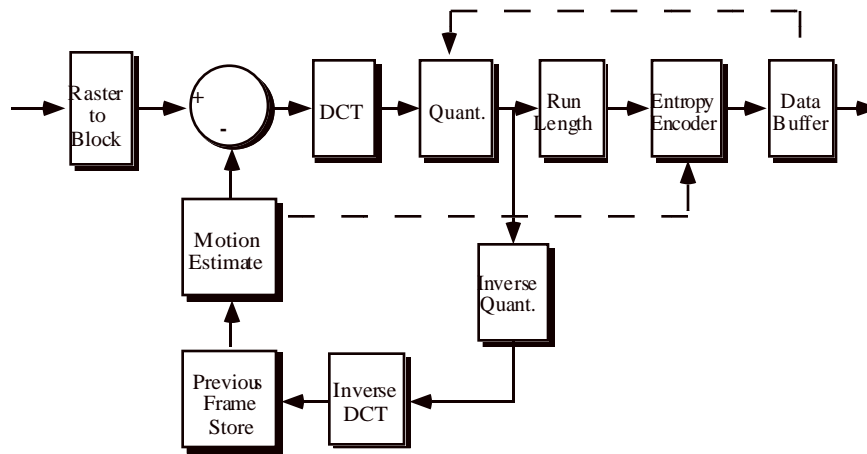 Raster
to
Block
+
-
DCT
Quant.
Run
Length
Entropy
Encoder
Data
Buffer
Motion
Estimate
Inverse
Quant.
Previous
Frame
Store
Inverse
DCT